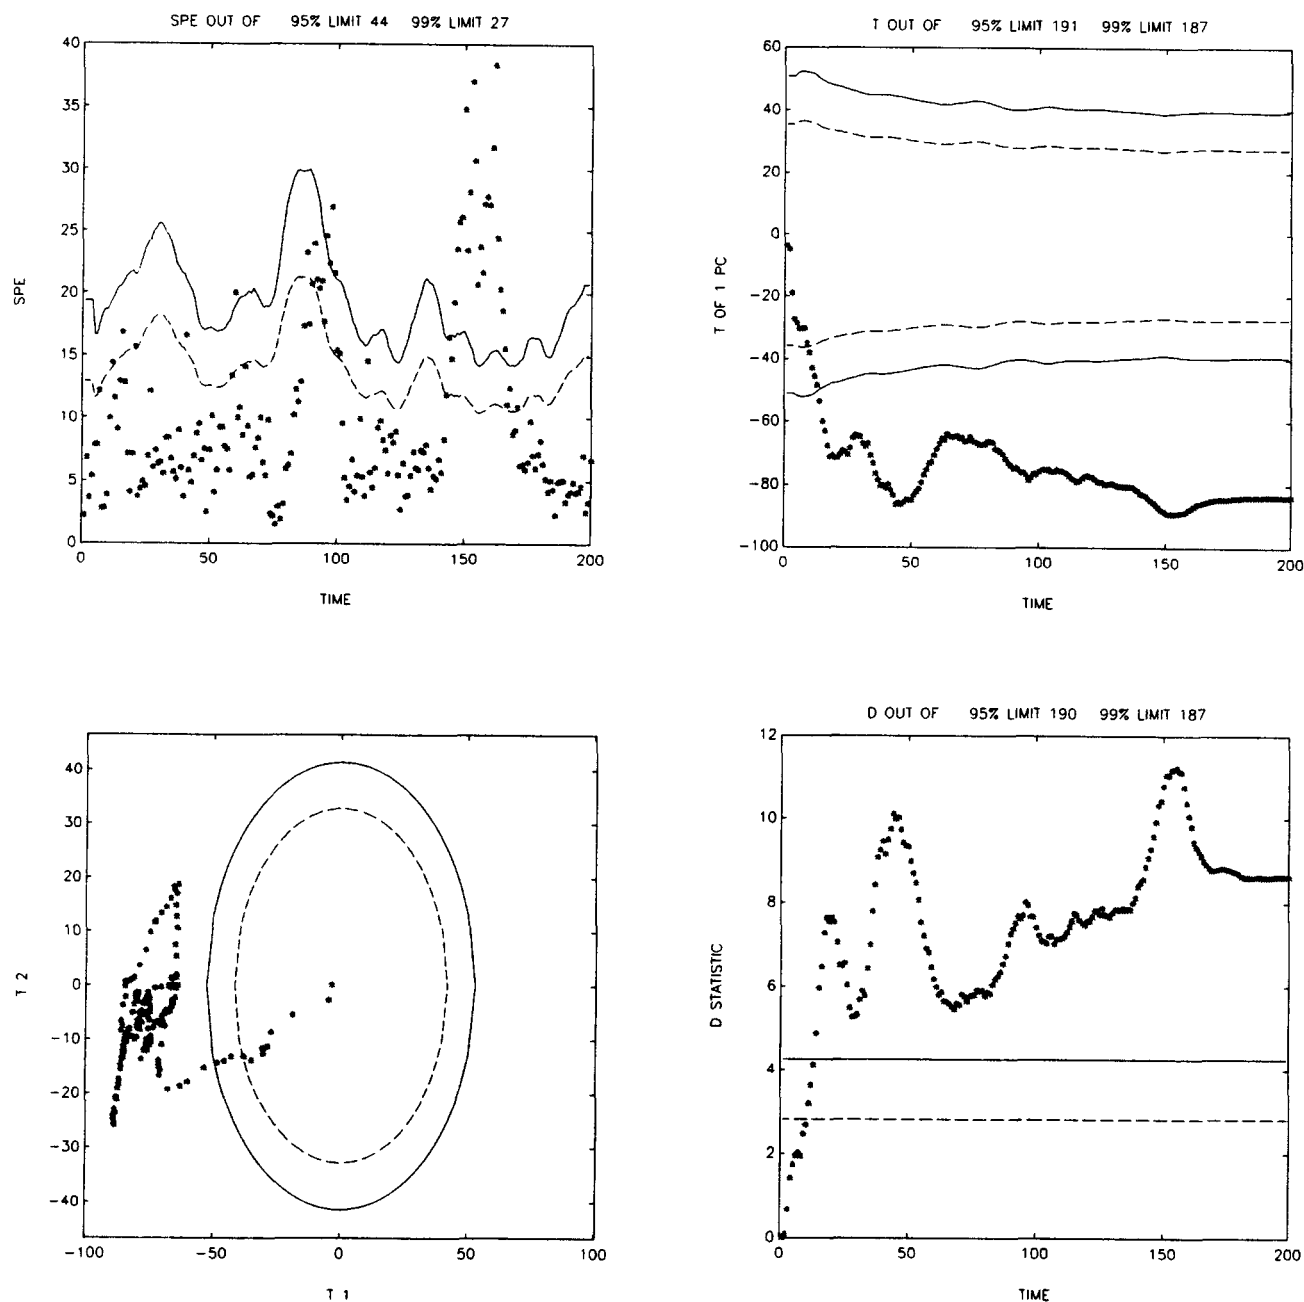 SPE OUT OF 95% LIMIT 44 99% LIMIT 27
40
35
30
25
20
15
10
5
0
SPE
0 50 100 150 200
TIME
T OUT OF 95% LIMIT 191 99% LIMIT 187
60
40
20
0
-20
-40
-60
-80
-100
T OF 1 PC
0 50 100 150 200
TIME
40
30
20
10
0
-10
-20
-30
-40
T 2
-100 -50 0 50 100
T 1
D OUT OF 95% LIMIT 190 99% LIMIT 187
12
10
8
6
4
2
0
D STATISTIC
0 50 100 150 200
TIME